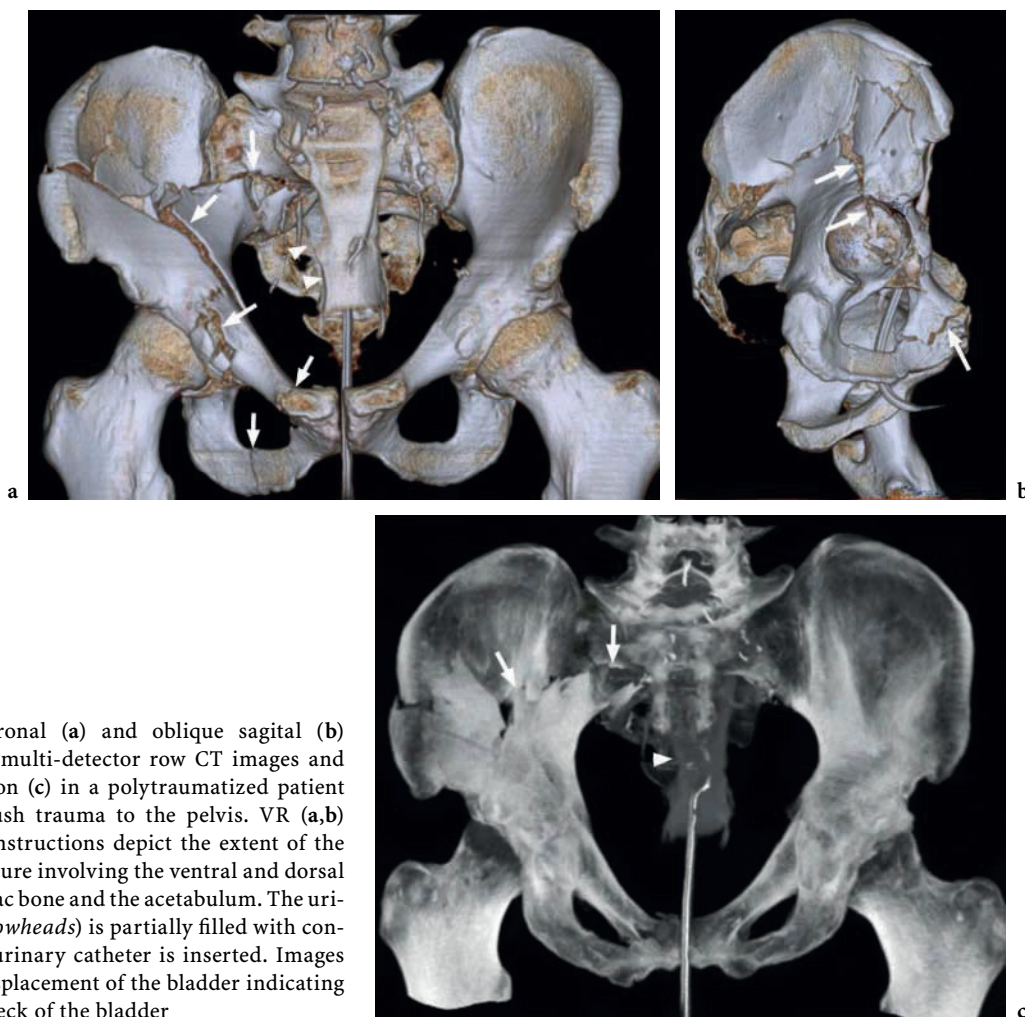 a
b
ronal (a) and oblique sagital (b)
multi-detector row CT images and
on (c) in a polytraumatized patient
ush trauma to the pelvis. VR (a,b)
nstructions depict the extent of the
ure involving the ventral and dorsal
ac bone and the acetabulum. The uri-
owheads) is partially filled with con-
urinary catheter is inserted. Images
splacement of the bladder indicating
eck of the bladder
c